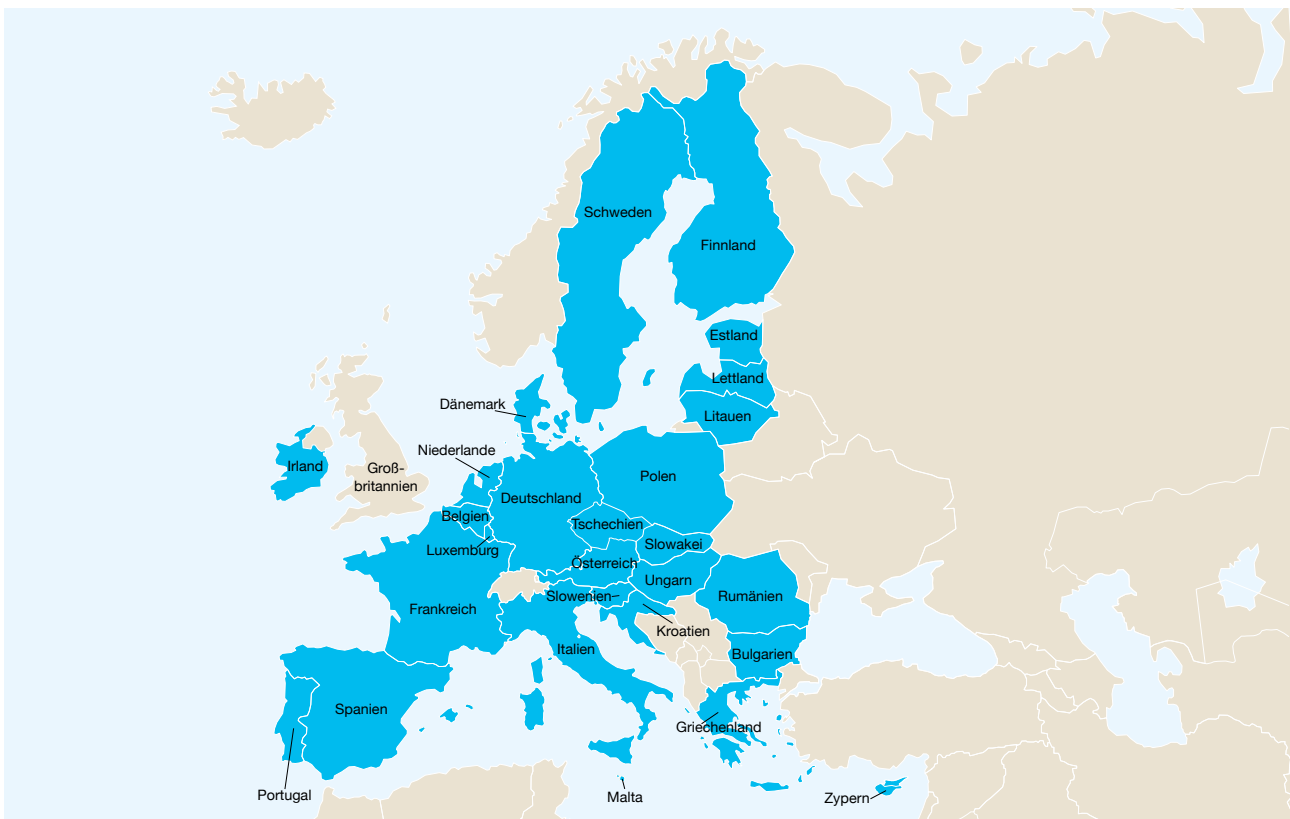 Schweden
Finnland
Estland
Lettland
Dänemark
Litauen
Niederlande
Irland
Groß-
britannien
Polen
Deutschland
Belgien
Tschechien
Luxemburg
Slowakei
Österreich
Ungarn
Slowenien
Rumänien
Frankreich
Kroatien
Italien
Bulgarien
Spanien
Griechenland
Portugal
Malta
Zypern